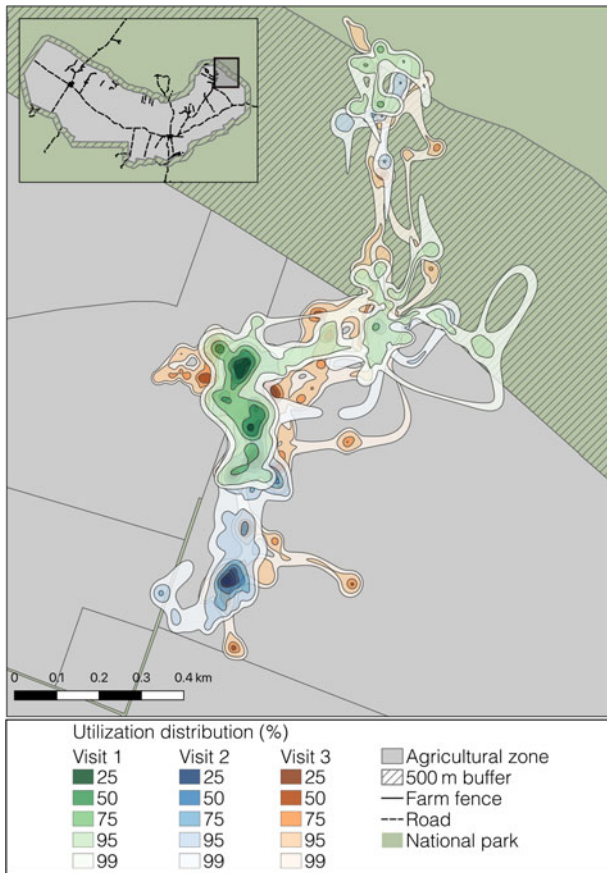 0 0.1 0.2 0.3 0.4 km
Utilization distribution (%)
Visit 1 Visit 2 Visit 3
25 25 25 Agricultural zone
50 50 50 500 m buffer
75 75 75 Farm fence
95 95 95 Road
99 99 99 National park